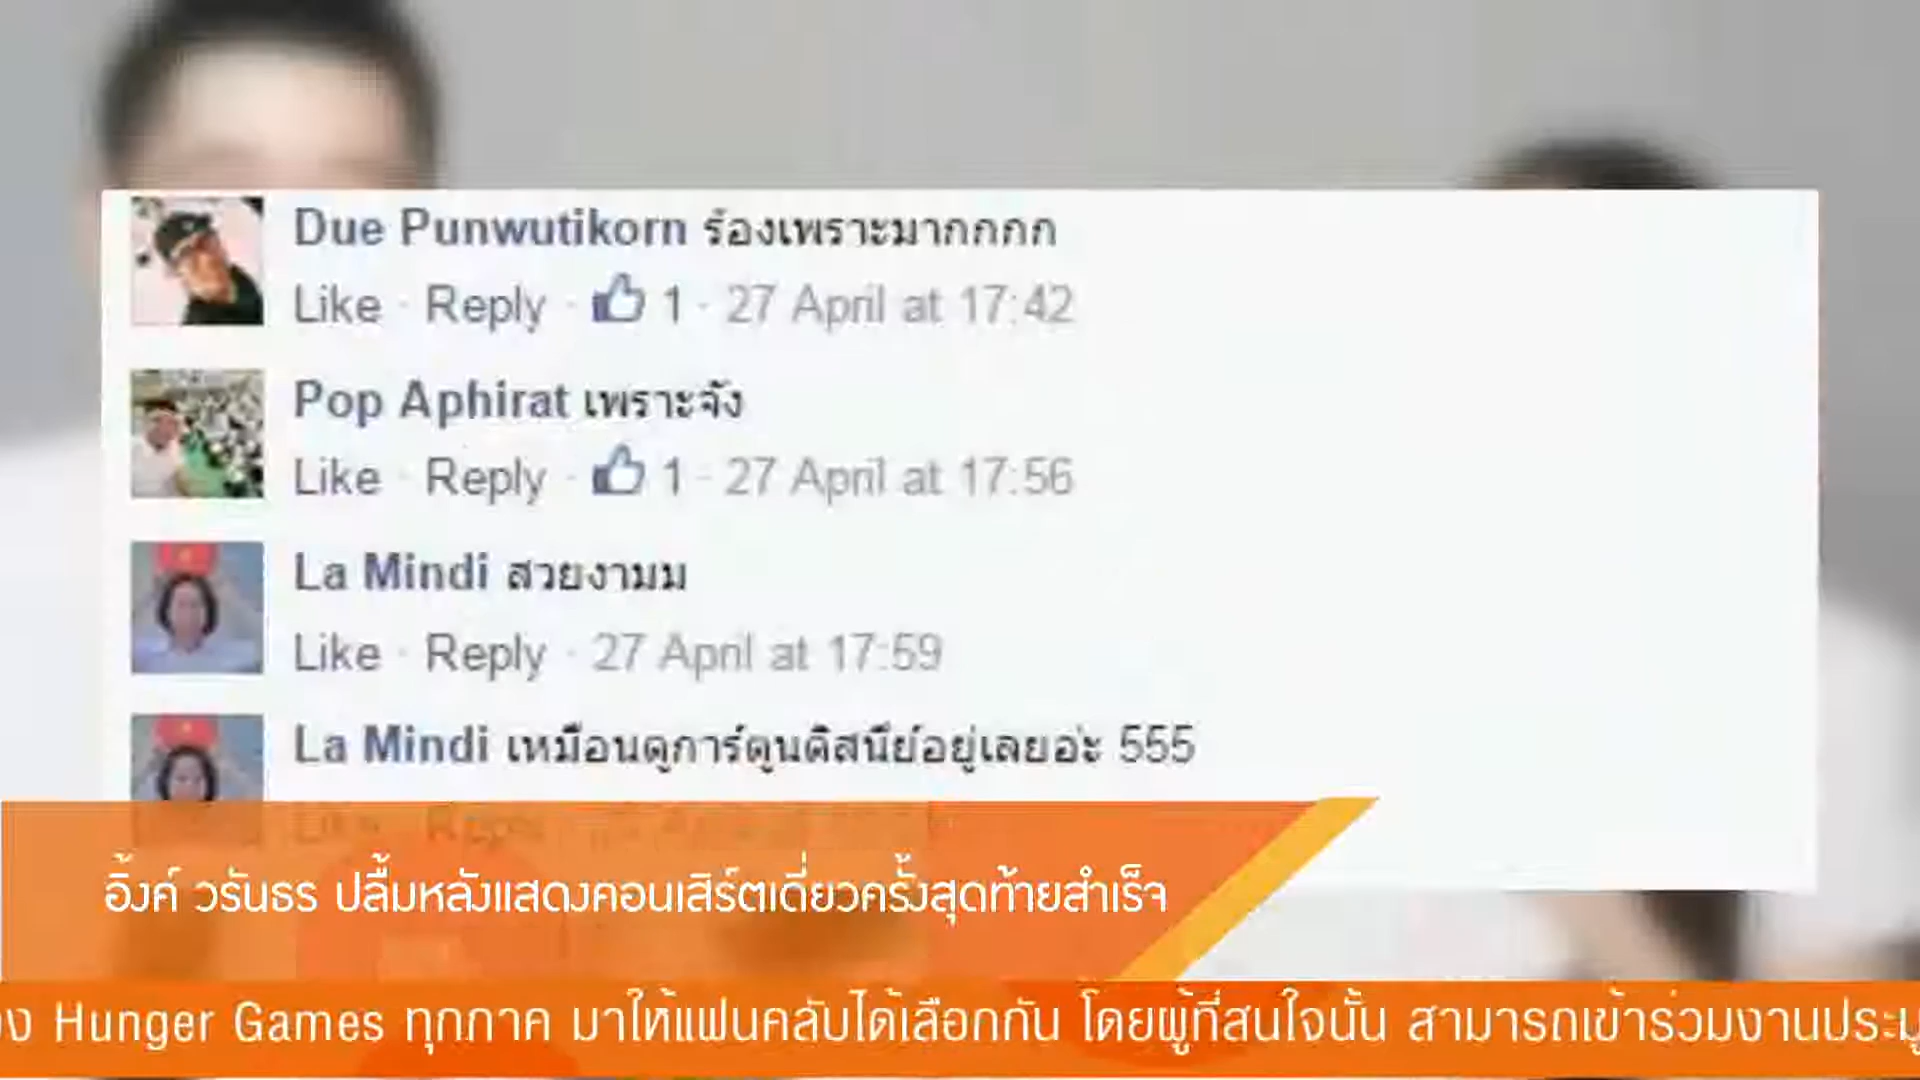 Due Punwutikorn ร้องเพราะมากกกก
Like · Reply · 1 · 27 April at 17:42
Pop Aphirat เพราะจัง
Like · Reply · 1 · 27 April at 17:56
La Mindi สวยงามม
Like · Reply · 27 April at 17:59
La Mindi เหมือนดูการ์ตูนดิสนีย์อยู่เลยอ่ะ 555
Like · Reply
อิ้งค์ วรันธร ปลื้มหลังแสดงคอนเสิร์ตเดี่ยวครั้งสุดท้ายสำเร็จ
Hunger Games ทุกภาค มาให้แฟนคลับได้เลือกกัน โดยผู้ที่สนใจนั้น สามารถเข้าร่วมงานประมู